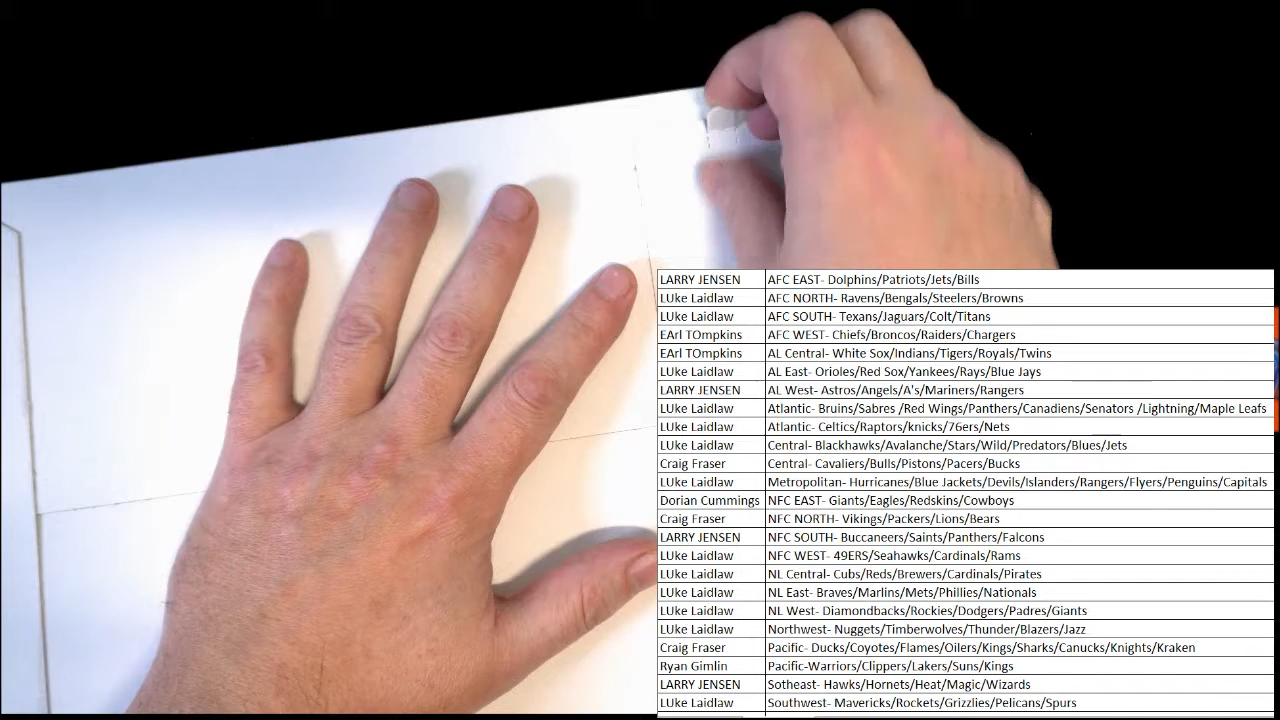 LARRY JENSEN AFC EAST- Dolphins/Patriots/Jets/Bills
LUke Laidlaw AFC NORTH- Ravens/Bengals/Steelers/Browns
LUke Laidlaw AFC SOUTH- Texans/Jaguars/Colt/Titans
EArl TOmpkins AFC WEST- Chiefs/Broncos/Raiders/Chargers
EArl TOmpkins AL Central- White Sox/Indians/Tigers/Royals/Twins
LUke Laidlaw AL East- Orioles/Red Sox/Yankees/Rays/Blue Jays
LARRY JENSEN AL West- Astros/Angels/A's/Mariners/Rangers
LUke Laidlaw Atlantic- Bruins/Sabres /Red Wings/Panthers/Canadiens/Senators /Lightning/Maple Leafs
LUke Laidlaw Atlantic- Celtics/Raptors/knicks/76ers/Nets
LUke Laidlaw Central- Blackhawks/Avalanche/Stars/Wild/Predators/Blues/Jets
Craig Fraser Central- Cavaliers/Bulls/Pistons/Pacers/Bucks
LUke Laidlaw Metropolitan- Hurricanes/Blue Jackets/Devils/Islanders/Rangers/Flyers/Penguins/Capitals
Dorian Cummings NFC EAST- Giants/Eagles/Redskins/Cowboys
Craig Fraser NFC NORTH- Vikings/Packers/Lions/Bears
LARRY JENSEN NFC SOUTH- Buccaneers/Saints/Panthers/Falcons
LUke Laidlaw NFC WEST- 49ERS/Seahawks/Cardinals/Rams
LUke Laidlaw NL Central- Cubs/Reds/Brewers/Cardinals/Pirates
LUke Laidlaw NL East- Braves/Marlins/Mets/Phillies/Nationals
LUke Laidlaw NL West- Diamondbacks/Rockies/Dodgers/Padres/Giants
LUke Laidlaw Northwest- Nuggets/Timberwolves/Thunder/Blazers/Jazz
Craig Fraser Pacific- Ducks/Coyotes/Flames/Oilers/Kings/Sharks/Canucks/Knights/Kraken
Ryan Gimlin Pacific-Warriors/Clippers/Lakers/Suns/Kings
LARRY JENSEN Sotheast- Hawks/Hornets/Heat/Magic/Wizards
LUke Laidlaw Southwest- Mavericks/Rockets/Grizzlies/Pelicans/Spurs